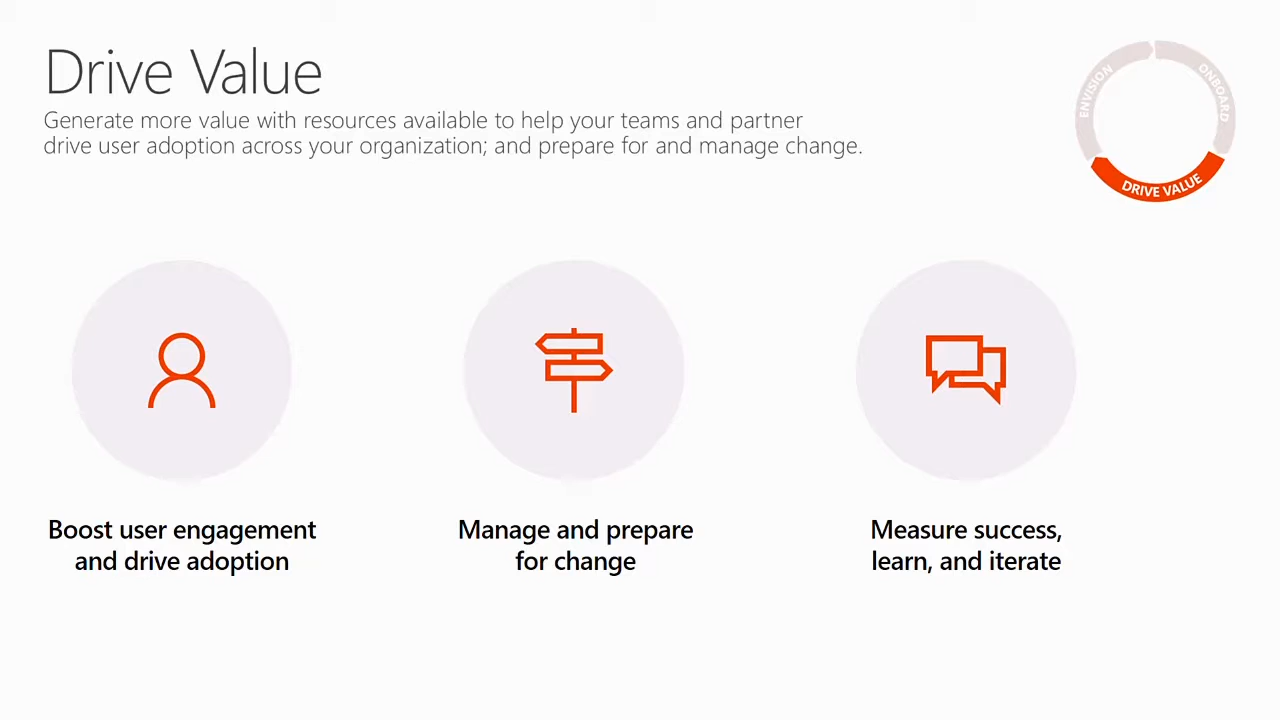 Drive Value
Generate more value with resources available to help your teams and partner
drive user adoption across your organization; and prepare for and manage change.
ENVISION
ONBOARD
DRIVE VALUE
Boost user engagement
and drive adoption
Manage and prepare
for change
Measure success,
learn, and iterate